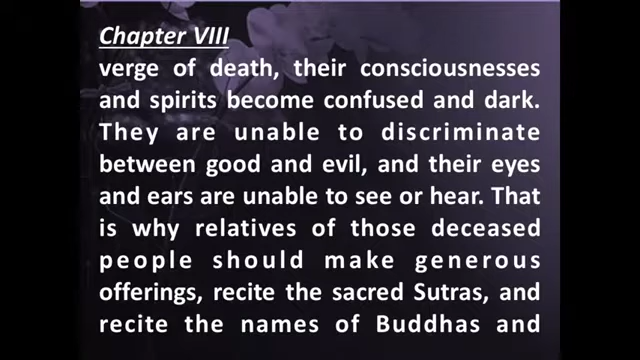 Chapter VIII
verge of death, their consciousnesses
and spirits become confused and dark.
They are unable to discriminate
between good and evil, and their eyes
and ears are unable to see or hear. That
is why relatives of those deceased
people should make generous
offerings, recite the sacred Sutras, and
recite the names of Buddhas and